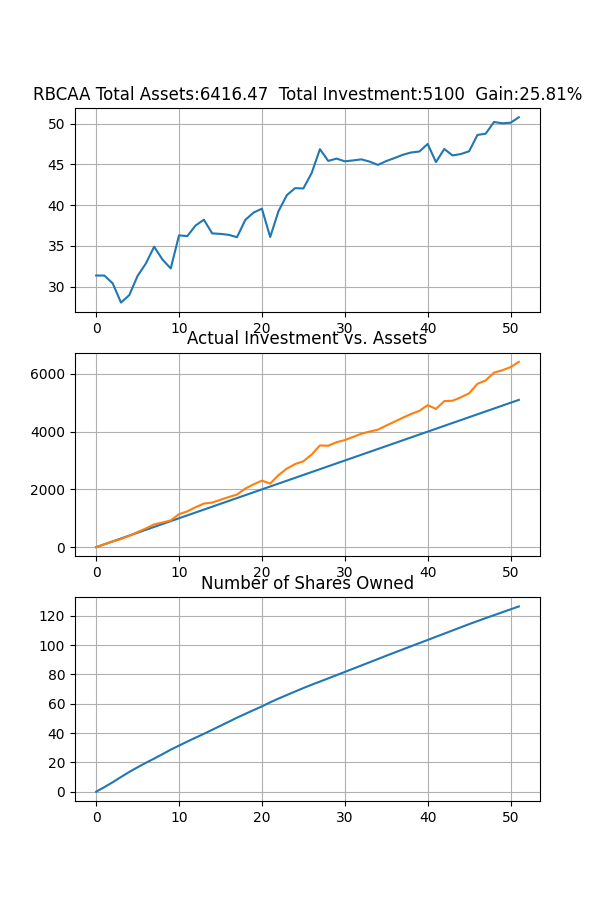 RBCAA Total Assets:6416.47  Total Investment:5100  Gain:25.81%
50
45
40
35
30
0 10 20 30 40 50
Actual Investment vs. Assets
6000
4000
2000
0
0 10 20 30 40 50
Number of Shares Owned
120
100
80
60
40
20
0
0 10 20 30 40 50